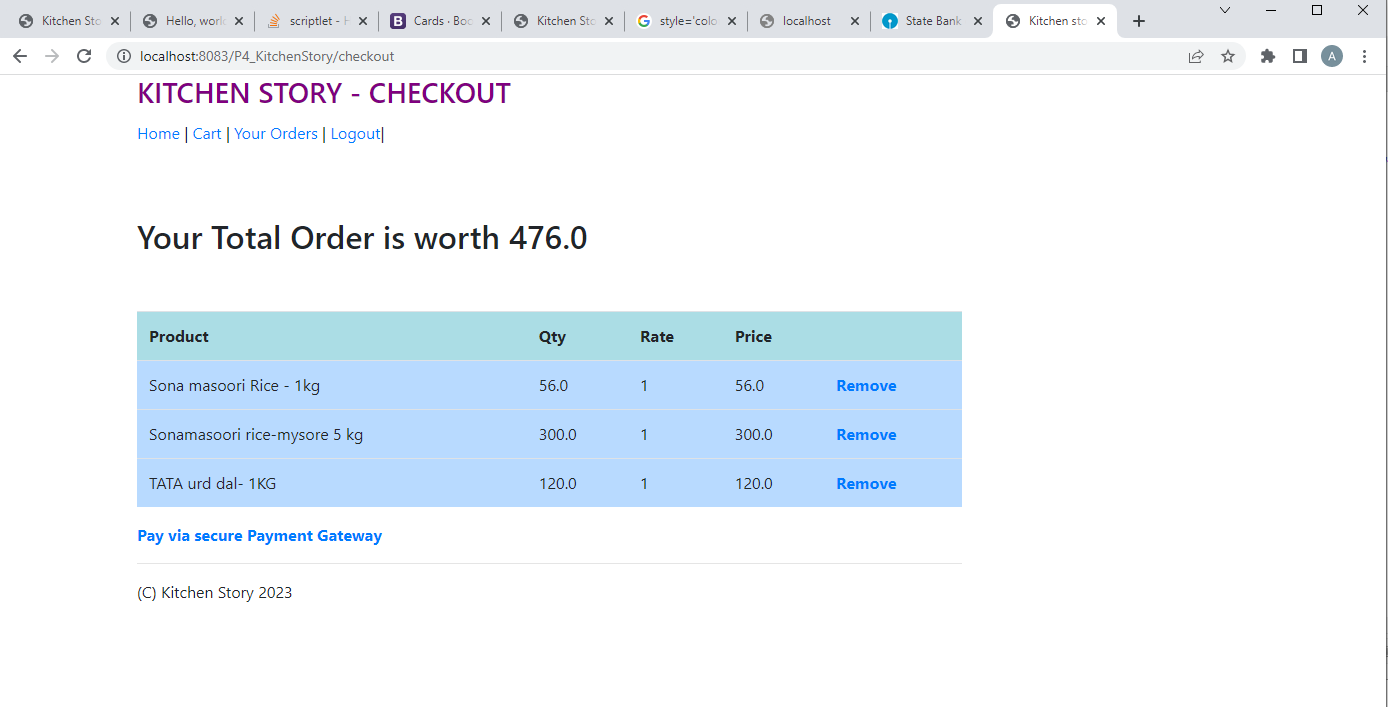 Kitchen Sto Hello, worl scriptlet - H Cards · Boo Kitchen Sto style='colo localhost State Bank Kitchen sto
localhost:8083/P4_KitchenStory/checkout A
KITCHEN STORY - CHECKOUT
Home | Cart | Your Orders | Logout|
Your Total Order is worth 476.0
Product Qty Rate Price
Sona masoori Rice - 1kg 56.0 1 56.0 Remove
Sonamasoori rice-mysore 5 kg 300.0 1 300.0 Remove
TATA urd dal- 1KG 120.0 1 120.0 Remove
Pay via secure Payment Gateway
(C) Kitchen Story 2023